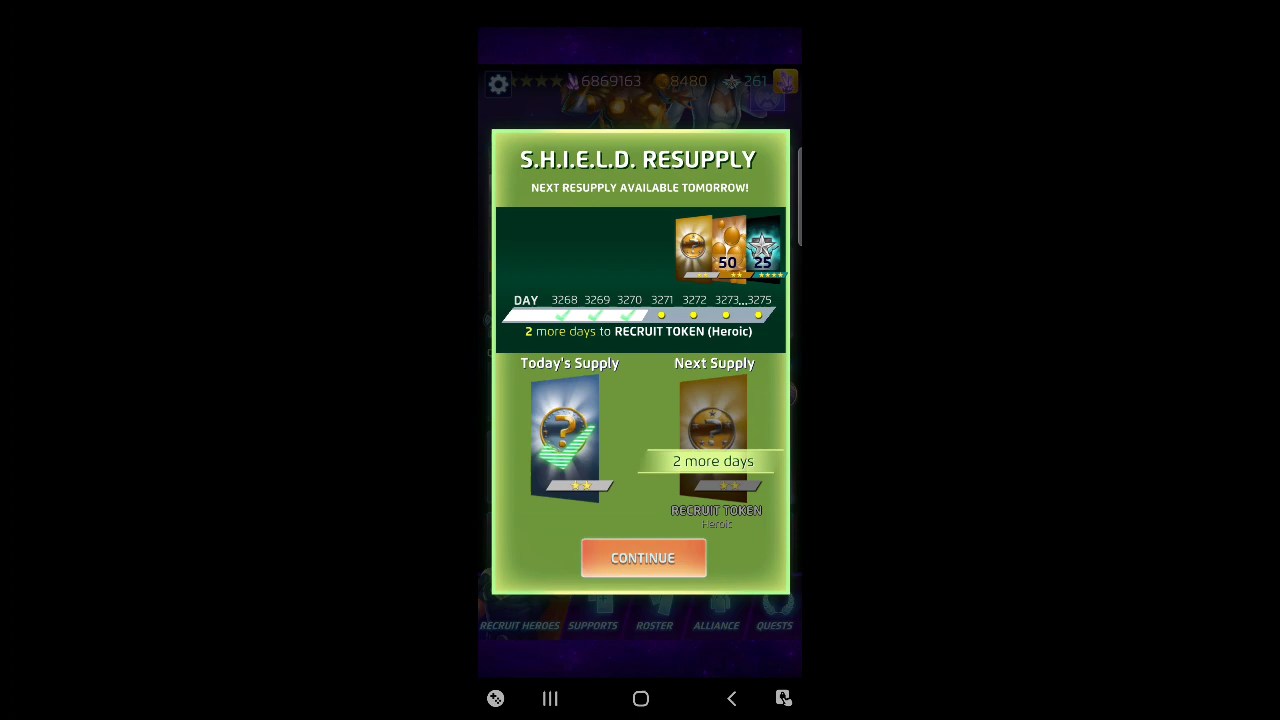 6869163 8480 261
S.H.I.E.L.D. RESUPPLY
NEXT RESUPPLY AVAILABLE TOMORROW!
50 25
DAY 3268 3269 3270 3271 3272 3273...3275
2 more days to RECRUIT TOKEN (Heroic)
Today's Supply Next Supply
?
?
2 more days
RECRUIT TOKEN
Heroic
CONTINUE
RECRUIT HEROES SUPPORTS ROSTER ALLIANCE QUESTS